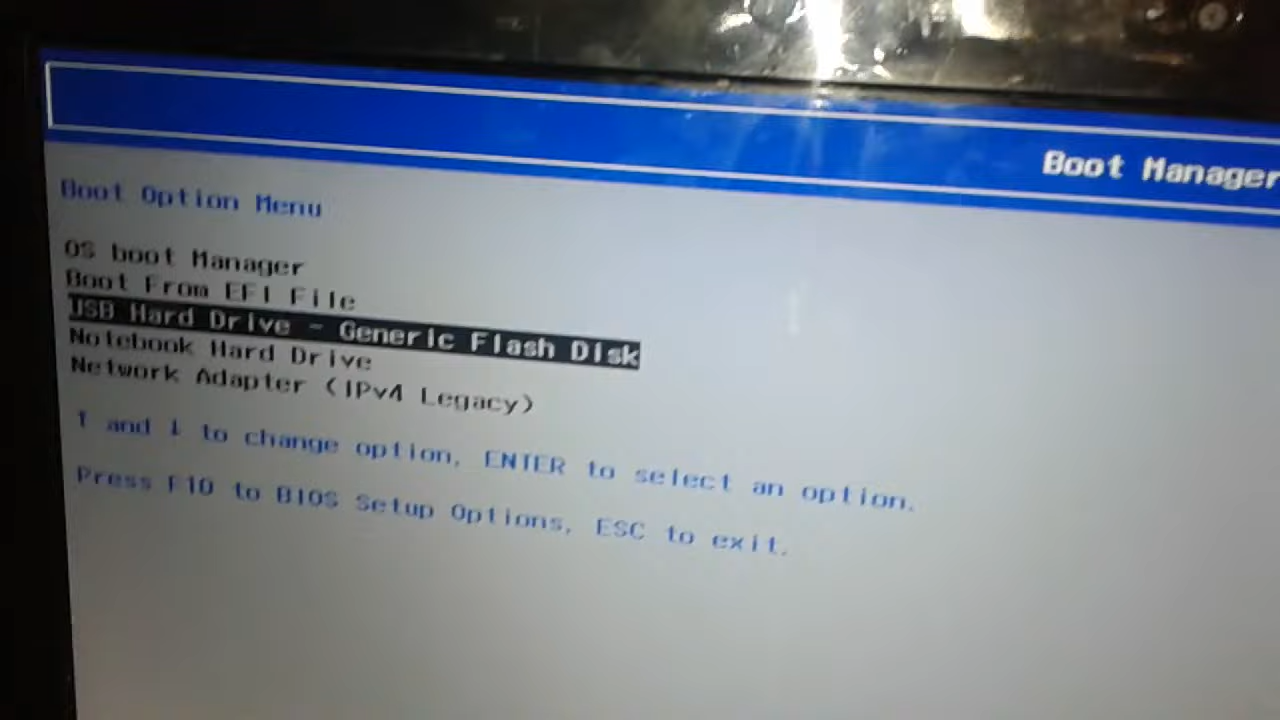 Boot Manager
Boot Option Menu
OS boot Manager
Boot From EFI File
USB Hard Drive - Generic Flash Disk
Notebook Hard Drive
Network Adapter (IPv4 Legacy)
↑ and ↓ to change option, ENTER to select an option.
Press F10 to BIOS Setup Options, ESC to exit.